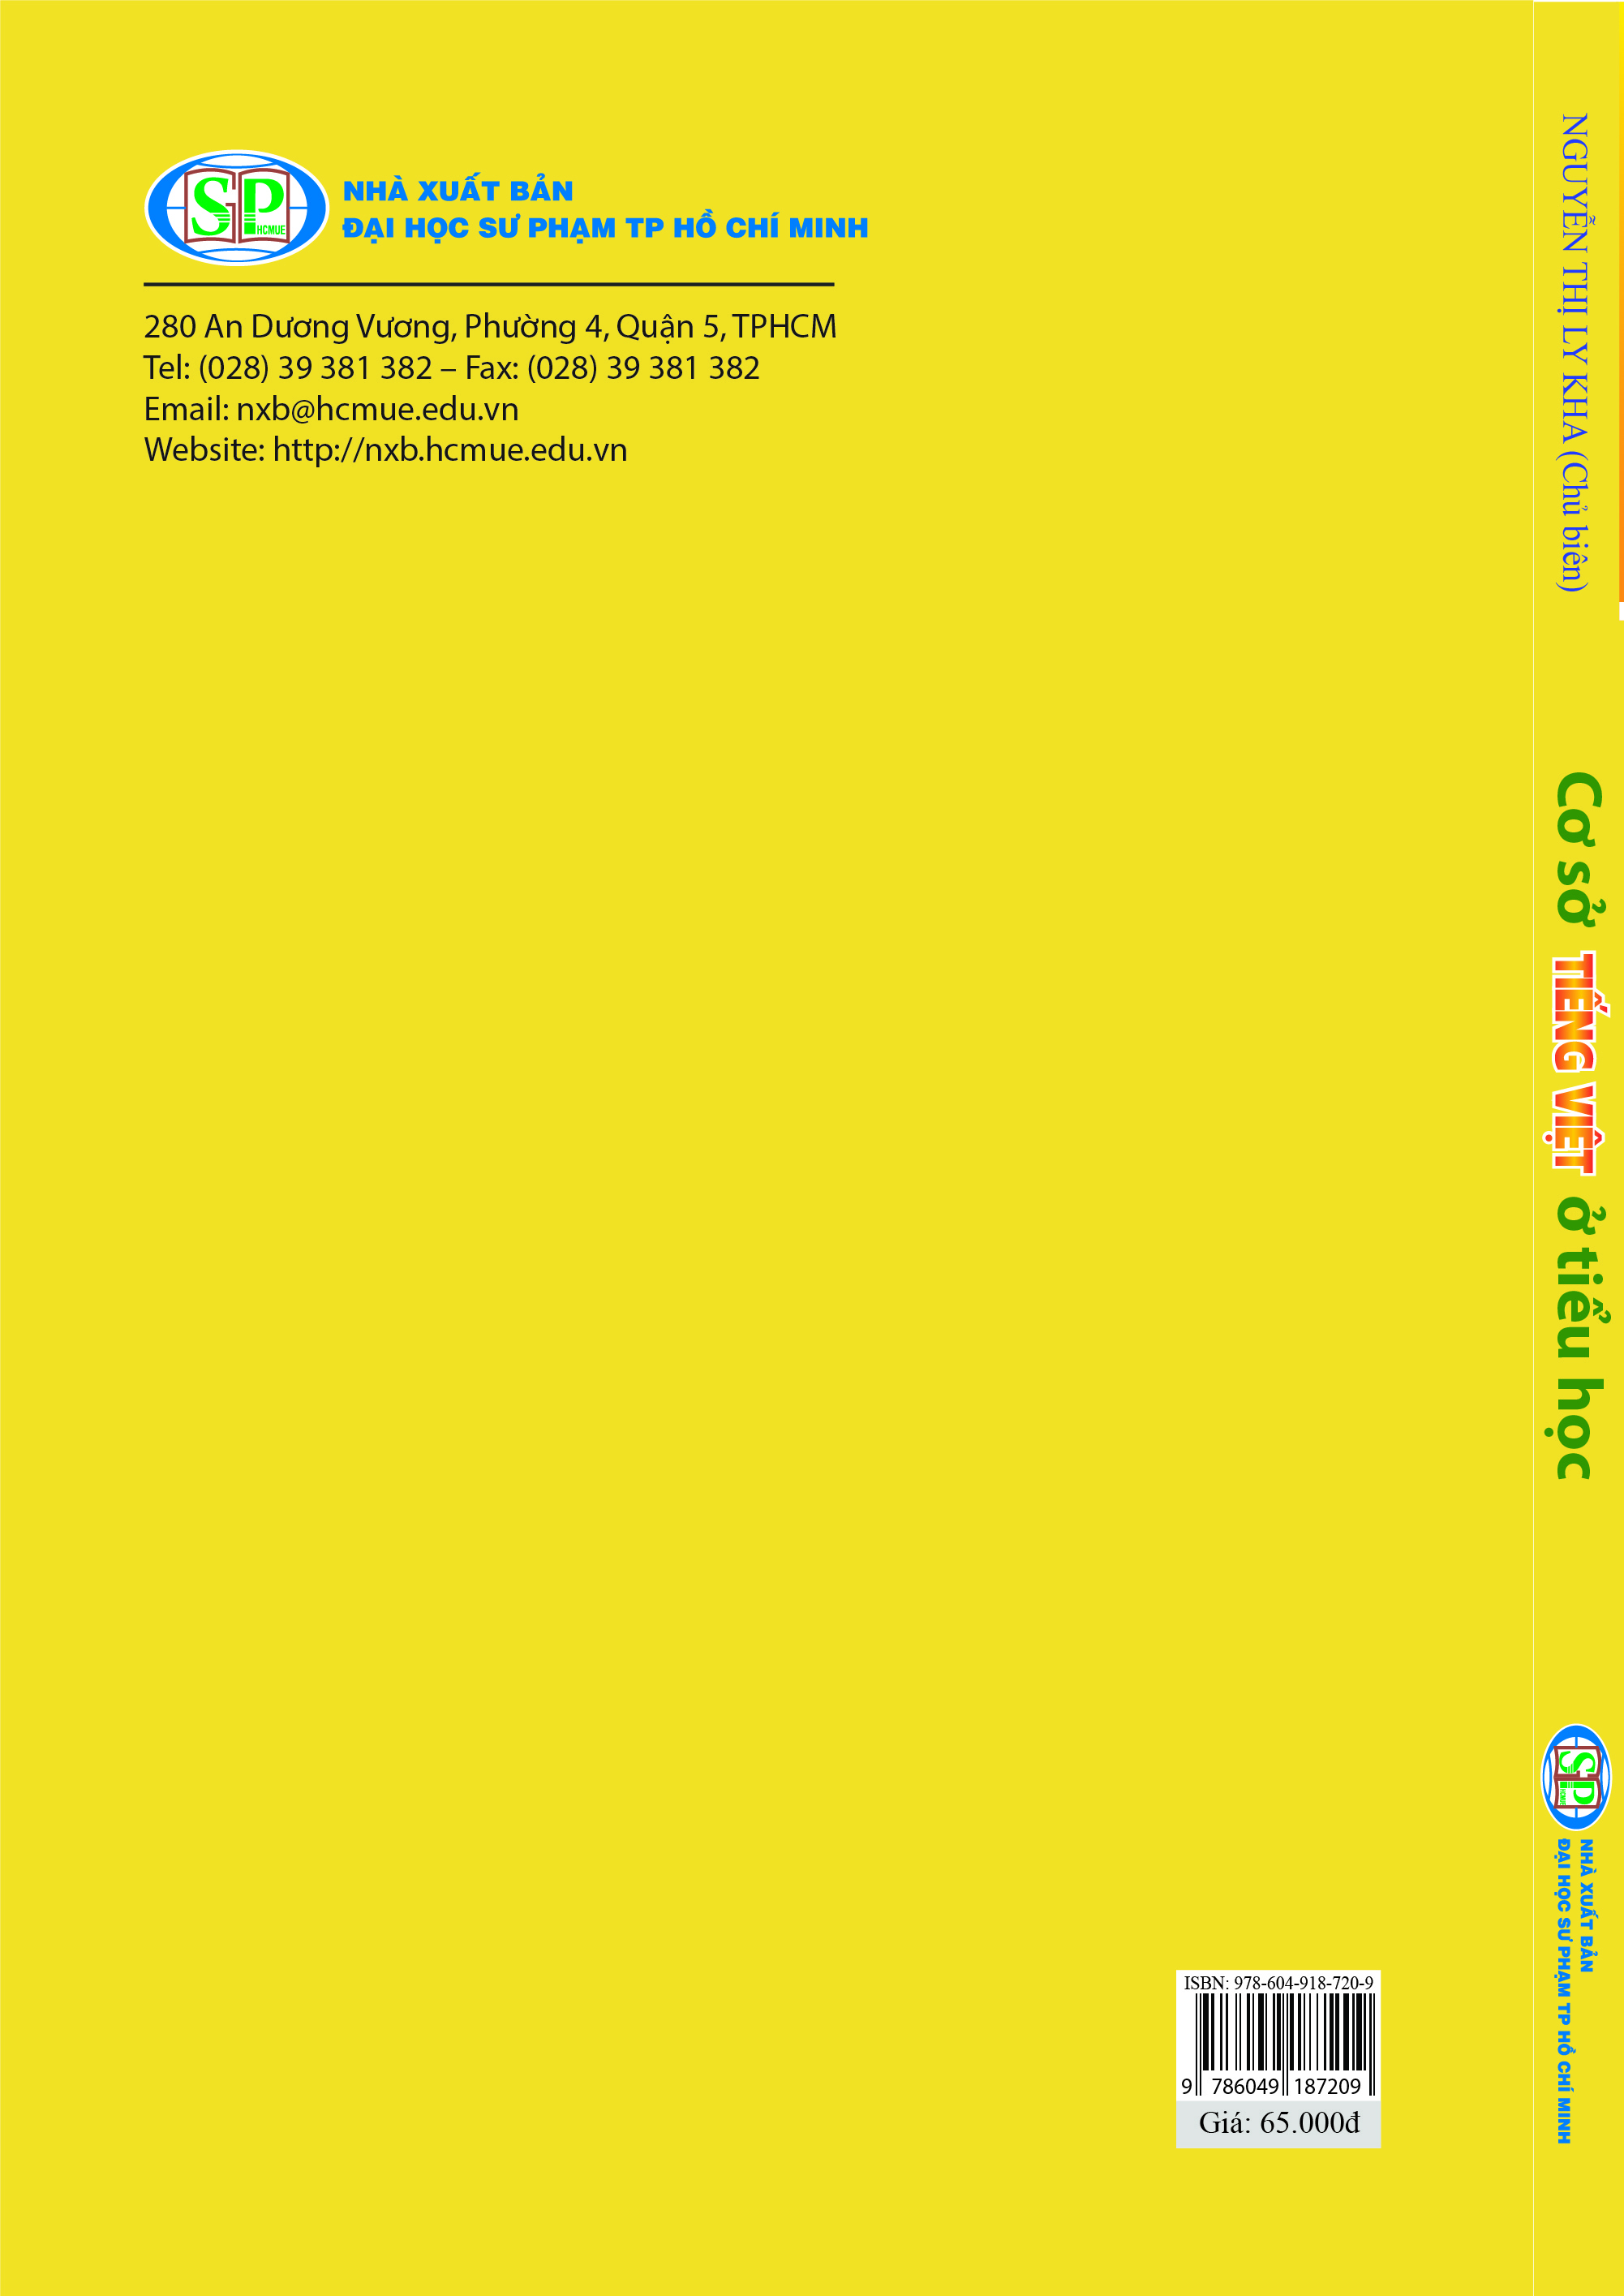 SP
HCMUE
NHÀ XUẤT BẢN
ĐẠI HỌC SƯ PHẠM TP HỒ CHÍ MINH
280 An Dương Vương, Phường 4, Quận 5, TPHCM
Tel: (028) 39 381 382 – Fax: (028) 39 381 382
Email: nxb@hcmue.edu.vn
Website: http://nxb.hcmue.edu.vn
ISBN: 978-604-918-720-9
9 786049 187209
Giá: 65.000đ
NGUYỄN THỊ LY KHA (Chủ biên)
Cơ sở TIẾNG VIỆT ở tiểu học
SP
HCMUE
NHÀ XUẤT BẢN
ĐẠI HỌC SƯ PHẠM TP HỒ CHÍ MINH